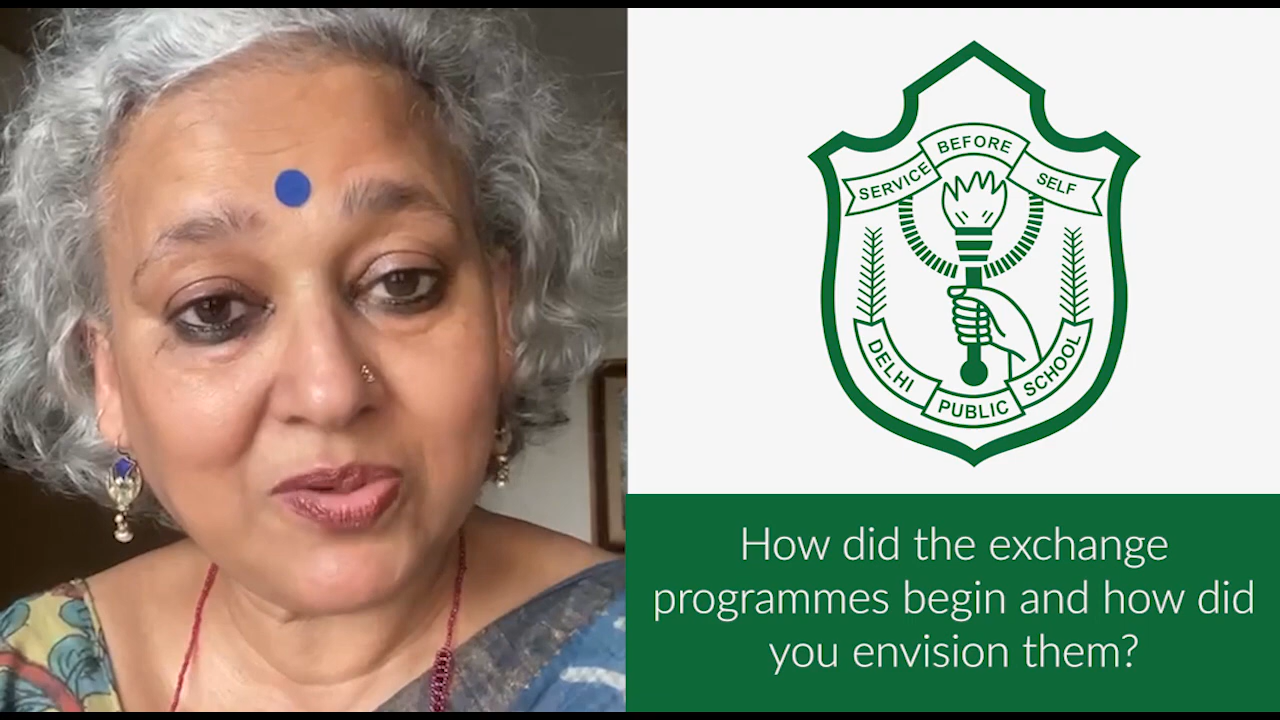 SERVICE BEFORE SELF
DELHI PUBLIC SCHOOL
How did the exchange
programmes begin and how did
you envision them?